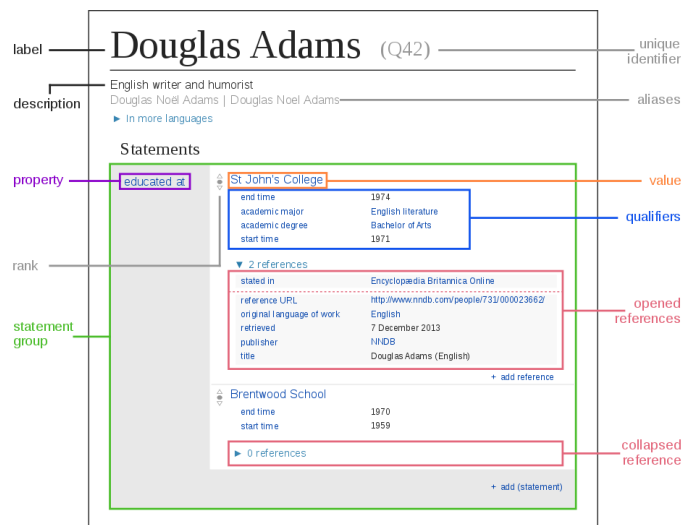 label
Douglas Adams (Q42)
unique
identifier
description
English writer and humorist
Douglas Noël Adams | Douglas Noel Adams
aliases
► In more languages
Statements
property
educated at
St John's College
value
end time 1974
academic major English literature
academic degree Bachelor of Arts
start time 1971
qualifiers
rank
▼ 2 references
stated in Encyclopædia Britannica Online
reference URL http://www.nndb.com/people/731/000023662/
original language of work English
retrieved 7 December 2013
publisher NNDB
title Douglas Adams (English)
opened
references
statement
group
+ add reference
Brentwood School
end time 1970
start time 1959
► 0 references
collapsed
reference
+ add (statement)